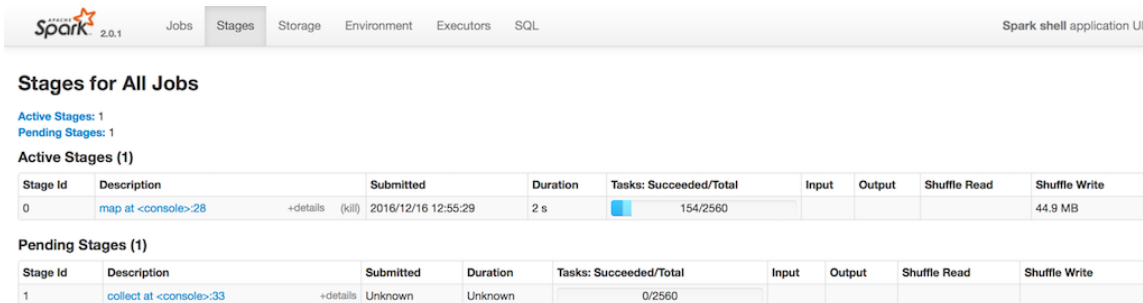 APACHE Spark 2.0.1 Jobs Stages Storage Environment Executors SQL Spark shell application
Stages for All Jobs
Active Stages: 1
Pending Stages: 1
Active Stages (1)
Stage Id Description Submitted Duration Tasks: Succeeded/Total Input Output Shuffle Read Shuffle Write
0 map at <console>:28 +details (kill) 2016/12/16 12:55:29 2 s 154/2560 44.9 MB
Pending Stages (1)
Stage Id Description Submitted Duration Tasks: Succeeded/Total Input Output Shuffle Read Shuffle Write
1 collect at <console>:33 +details Unknown Unknown 0/2560